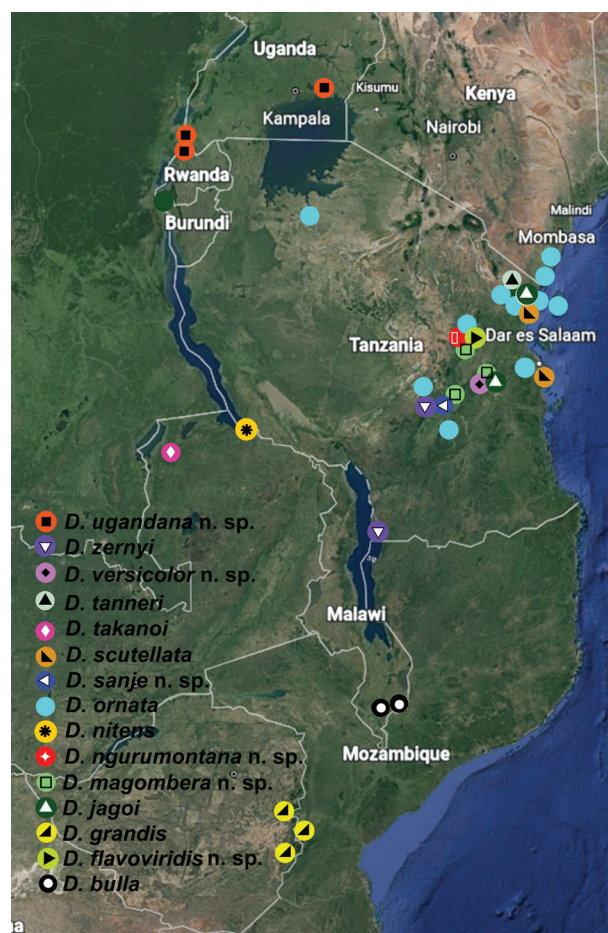 Uganda
Kisumu
Kenya
Kampala
Nairobi
Rwanda
Malindi
Burundi
Mombasa
Tanzania
Dar es Salaam
D. ugandana n. sp.
D. zernyi
D. versicolor n. sp.
D. tanneri
D. takanoi
D. scutellata
D. sanje n. sp.
D. ornata
D. nitens
D. ngurumontana n. sp.
D. magombera n. sp.
D. jagoi
D. grandis
D. flavoviridis n. sp.
D. bulla
Malawi
Mozambique